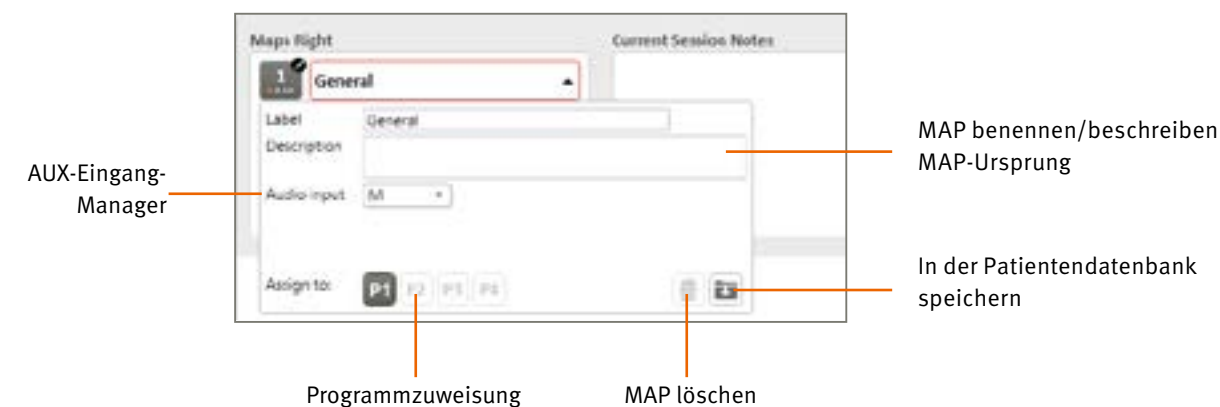 Maps Right
Current Session Notes
1
General
Label
General
Description
MAP benennen/beschreiben
MAP-Ursprung
AUX-Eingang-
Manager
Audio input
M
Assign to:
P1 P2 P3 P4
In der Patientendatenbank
speichern
Programmzuweisung
MAP löschen